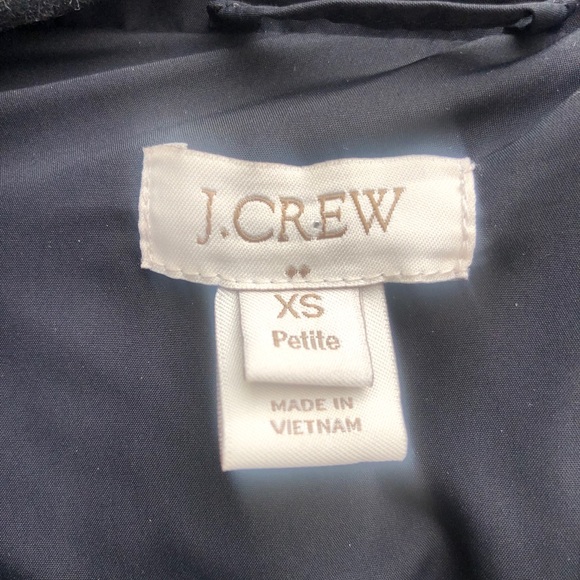 J.CREW
XS
Petite
MADE IN
VIETNAM